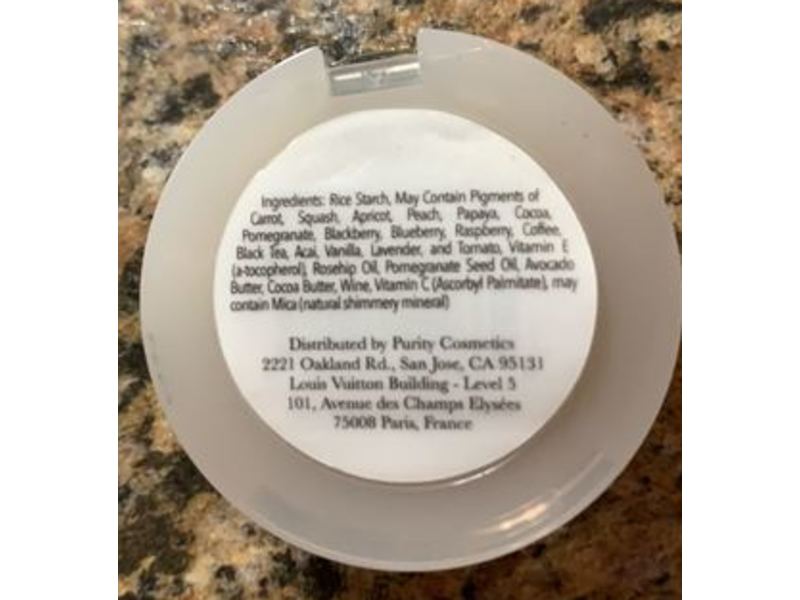 Ingredients: Rice Starch, May Contain Pigments of
Carrot, Squash, Apricot, Peach, Papaya, Cocoa,
Pomegranate, Blackberry, Blueberry, Raspberry, Coffee,
Black Tea, Acai, Vanilla, Lavender, and Tomato, Vitamin E
(a-tocopherol), Rosehip Oil, Pomegranate Seed Oil, Avocado
Butter, Cocoa Butter, Wine, Vitamin C (Ascorbyl Palmitate), may
contain Mica (natural shimmery mineral)
Distributed by Purity Cosmetics
2221 Oakland Rd., San Jose, CA 95131
Louis Vuitton Building - Level 5
101, Avenue des Champs Elysées
75008 Paris, France